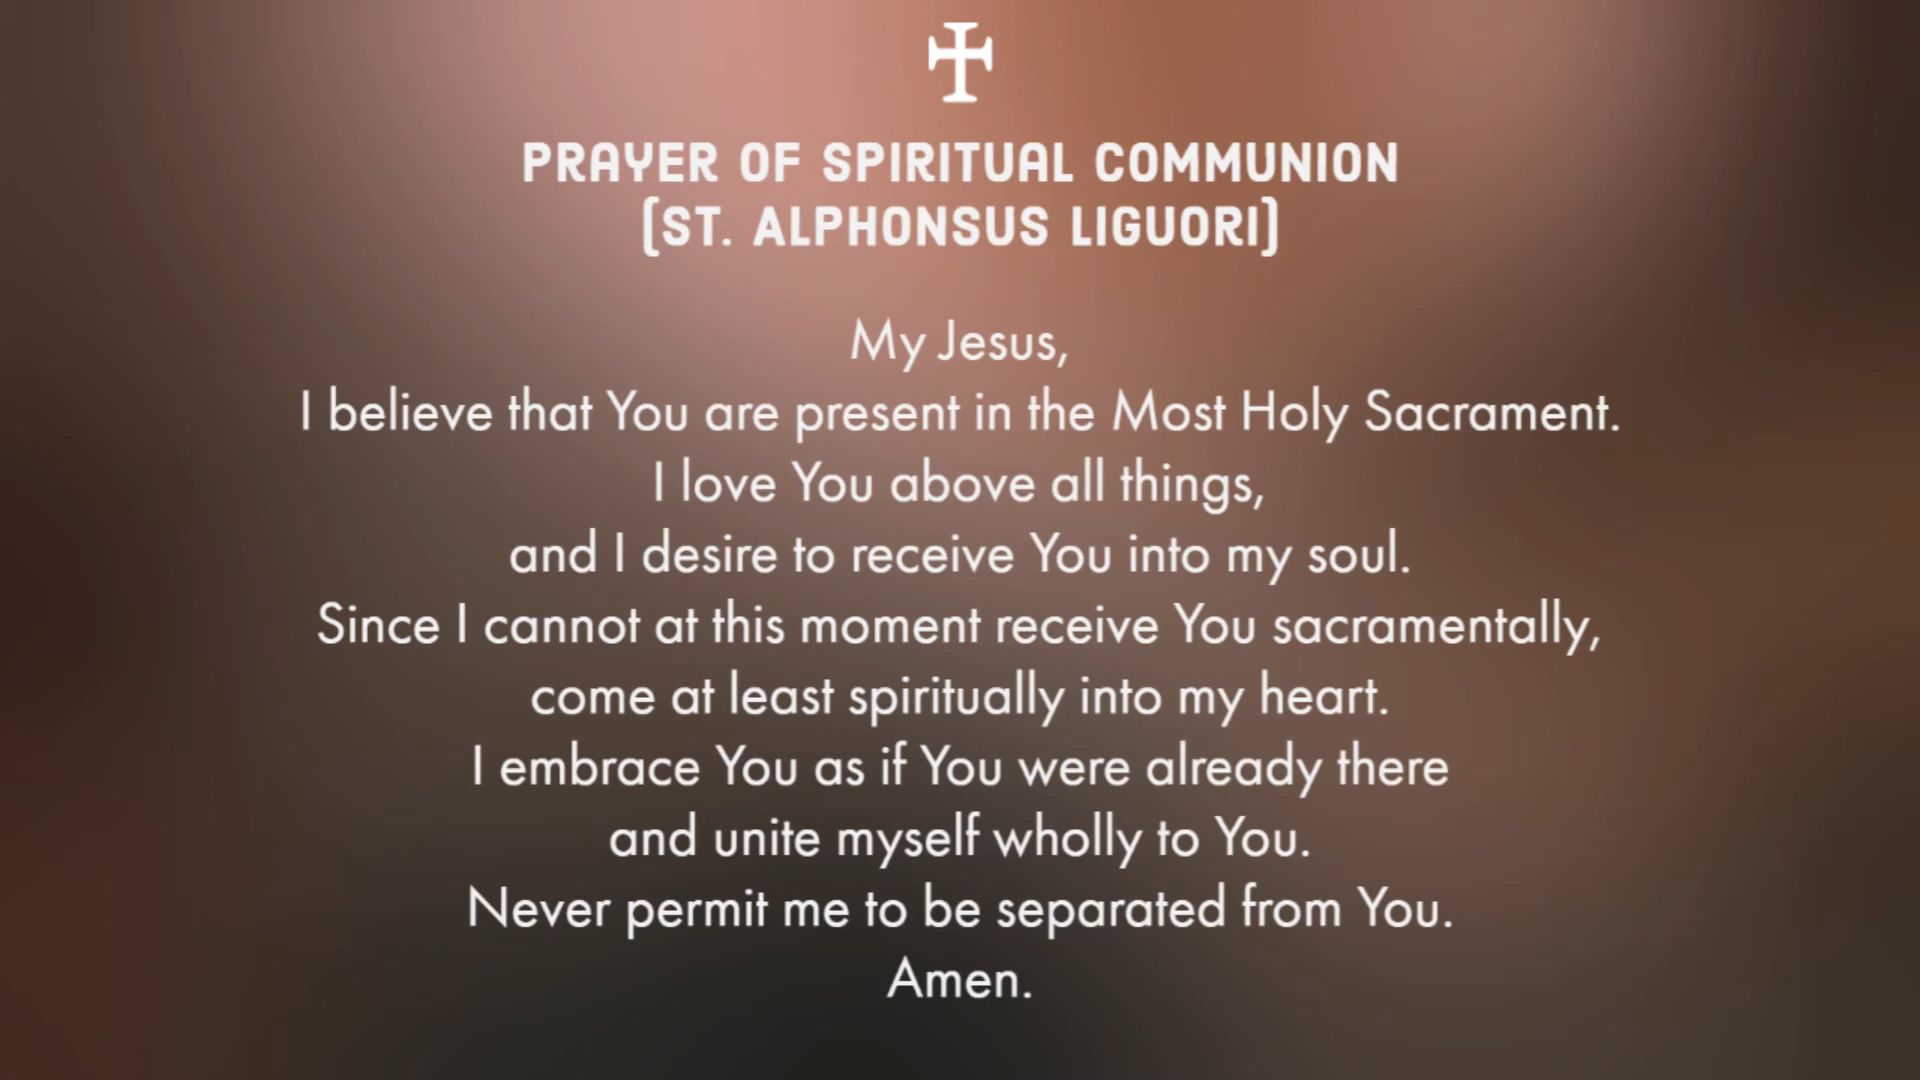 PRAYER OF SPIRITUAL COMMUNION
(ST. ALPHONSUS LIGUORI)
My Jesus,
I believe that You are present in the Most Holy Sacrament.
I love You above all things,
and I desire to receive You into my soul.
Since I cannot at this moment receive You sacramentally,
come at least spiritually into my heart.
I embrace You as if You were already there
and unite myself wholly to You.
Never permit me to be separated from You.
Amen.